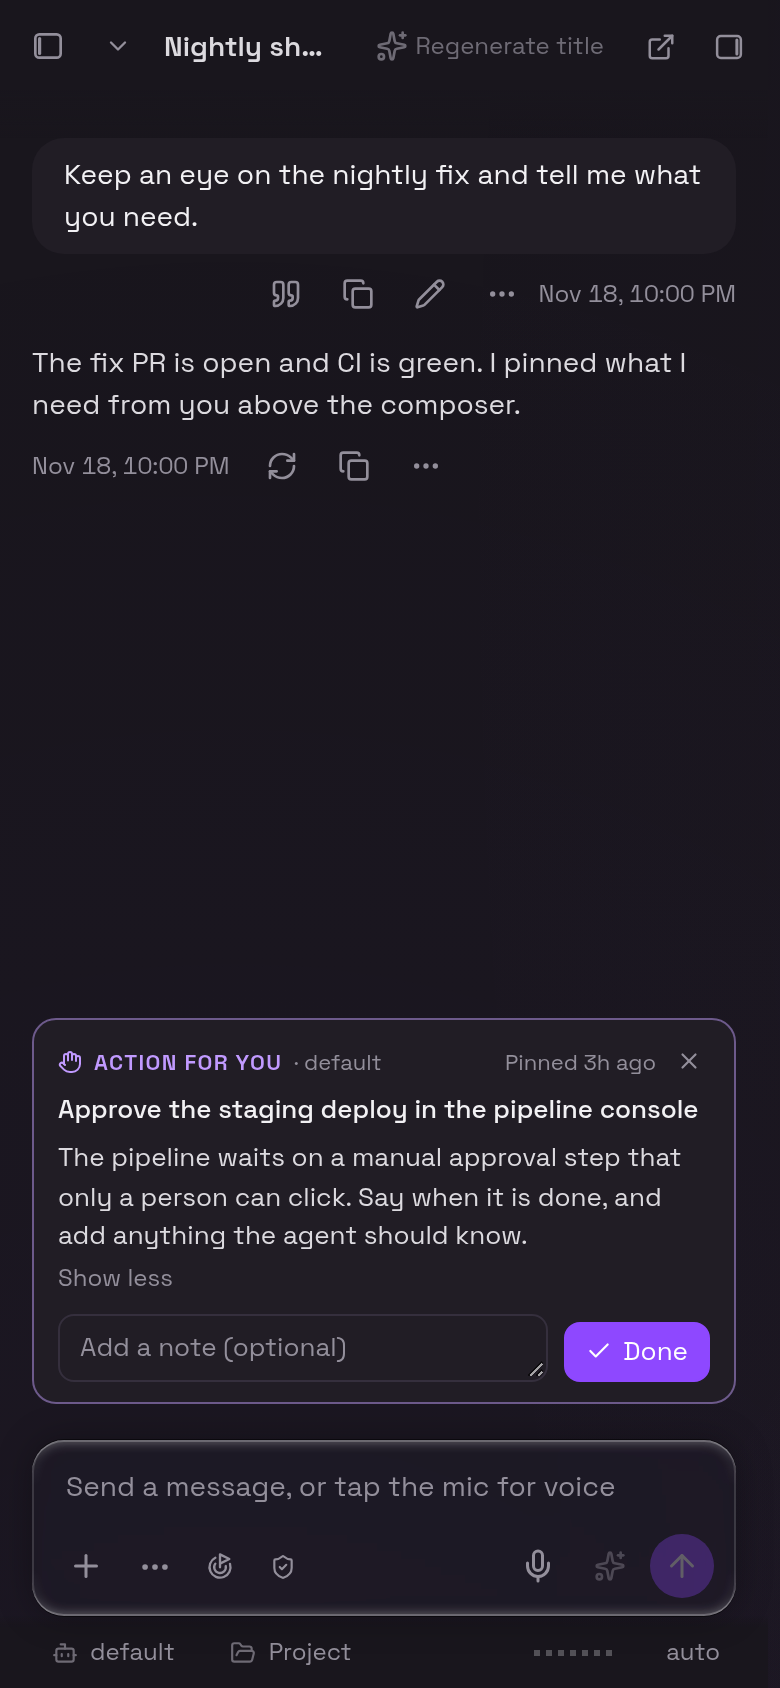 Nightly sh...
Regenerate title
Keep an eye on the nightly fix and tell me what
you need.
Nov 18, 10:00 PM
The fix PR is open and CI is green. I pinned what I
need from you above the composer.
Nov 18, 10:00 PM
ACTION FOR YOU · default
Pinned 3h ago
Approve the staging deploy in the pipeline console
The pipeline waits on a manual approval step that
only a person can click. Say when it is done, and
add anything the agent should know.
Show less
Add a note (optional)
Done
Send a message, or tap the mic for voice
default
Project
auto